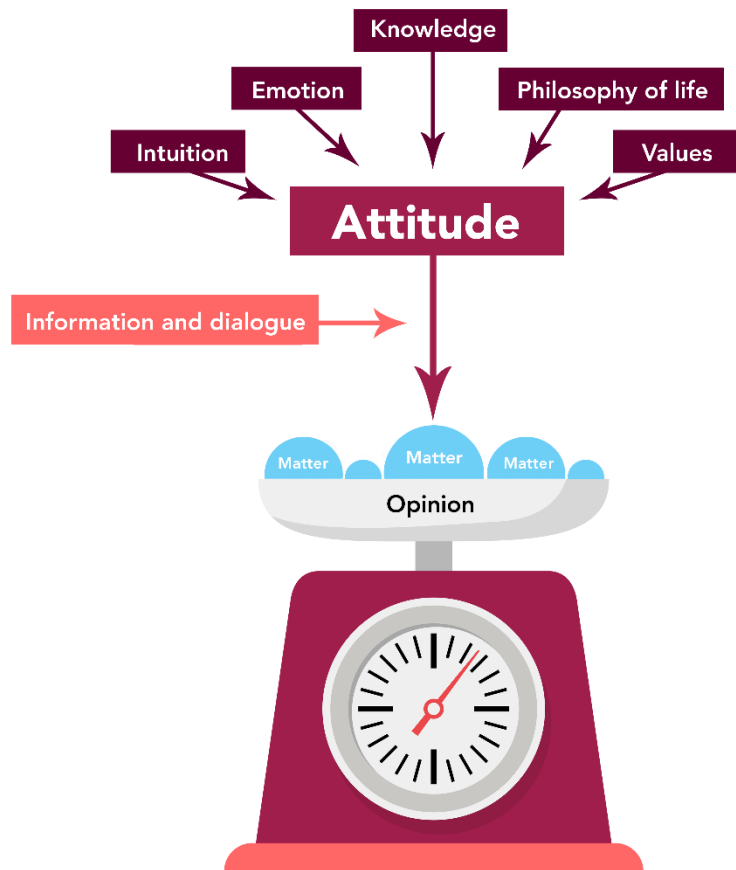 Knowledge
Emotion
Philosophy of life
Intuition
Values
Attitude
Information and dialogue
Matter
Matter
Matter
Opinion